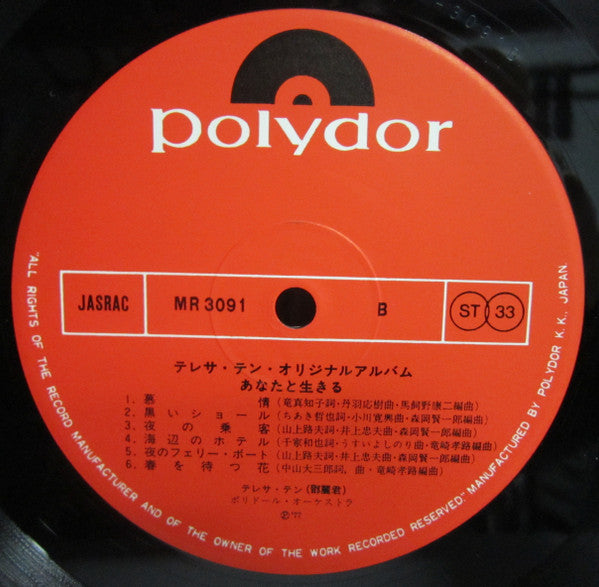 polydor
JASRAC
MR 3091
B
ST 33
テレサ・テン・オリジナルアルバム
あなたと生きる
1. 慕情(竜真知子詞・丹羽応樹曲・馬飼野康二編曲)
2. 黒いショール(ちあき哲也詞・小川寛興曲・森岡賢一郎編曲)
3. 夜の乗客(山上路夫詞・井上忠夫曲・森岡賢一郎編曲)
4. 海辺のホテル(千家和也詞・うすいよしのり曲・竜崎孝路編曲)
5. 夜のフェリー・ボート(山上路夫詞・井上忠夫曲・森岡賢一郎編曲)
6. 春を待つ花(中山大三郎詞, 曲・竜崎孝路編曲)
テレサ・テン(鄧麗君)
ポリドール・オーケストラ
Ⓟ'77
"ALL RIGHTS OF THE RECORD MANUFACTURER AND OF THE OWNER OF THE WORK RECORDED RESERVED" MANUFACTURED BY POLYDOR K.K., JAPAN.